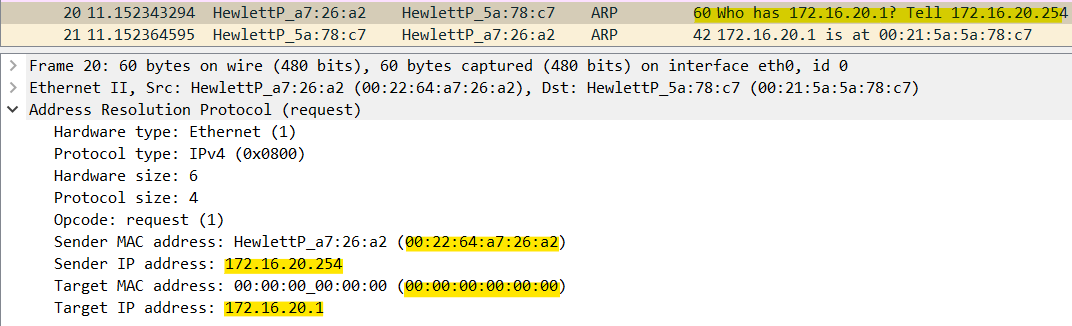 20 11.152343294 HewlettP_a7:26:a2 HewlettP_5a:78:c7 ARP 60 Who has 172.16.20.1? Tell 172.16.20.254
21 11.152364595 HewlettP_5a:78:c7 HewlettP_a7:26:a2 ARP 42 172.16.20.1 is at 00:21:5a:5a:78:c7
Frame 20: 60 bytes on wire (480 bits), 60 bytes captured (480 bits) on interface eth0, id 0
Ethernet II, Src: HewlettP_a7:26:a2 (00:22:64:a7:26:a2), Dst: HewlettP_5a:78:c7 (00:21:5a:5a:78:c7)
Address Resolution Protocol (request)
Hardware type: Ethernet (1)
Protocol type: IPv4 (0x0800)
Hardware size: 6
Protocol size: 4
Opcode: request (1)
Sender MAC address: HewlettP_a7:26:a2 (00:22:64:a7:26:a2)
Sender IP address: 172.16.20.254
Target MAC address: 00:00:00_00:00:00 (00:00:00:00:00:00)
Target IP address: 172.16.20.1